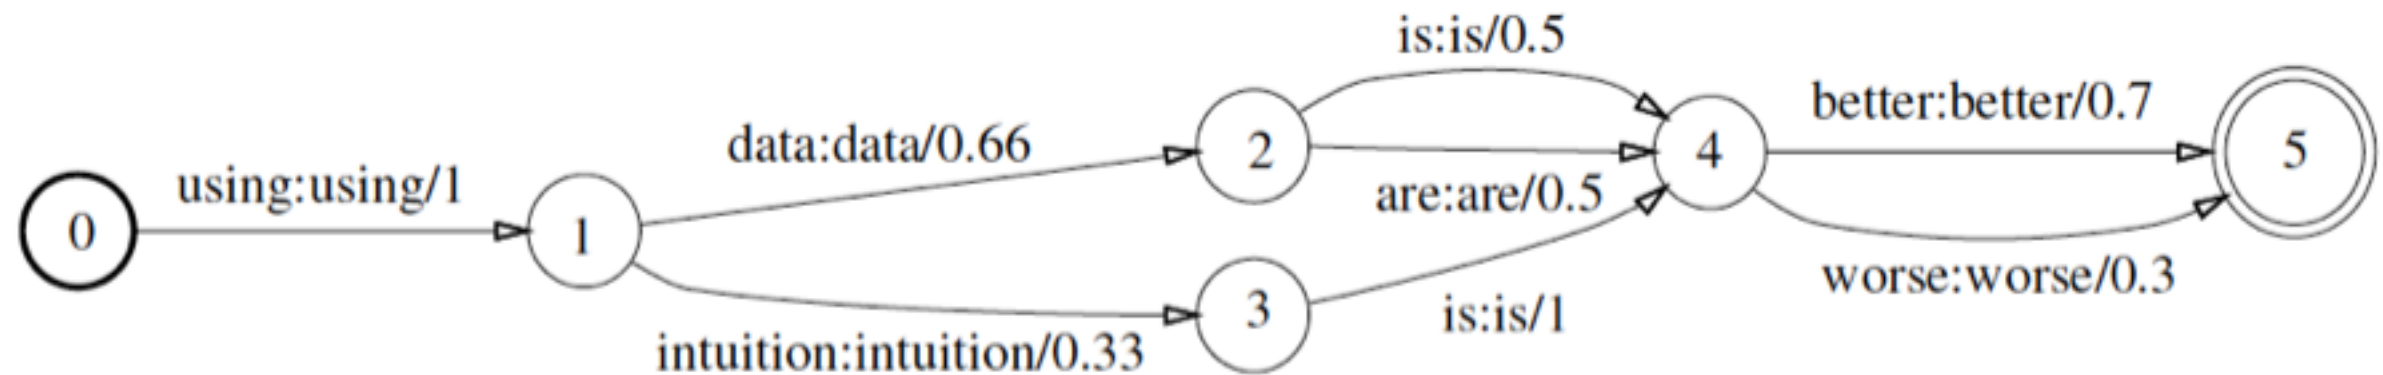 is:is/0.5
better:better/0.7
data:data/0.66
2
4
5
using:using/1
are:are/0.5
0
1
worse:worse/0.3
3
is:is/1
intuition:intuition/0.33